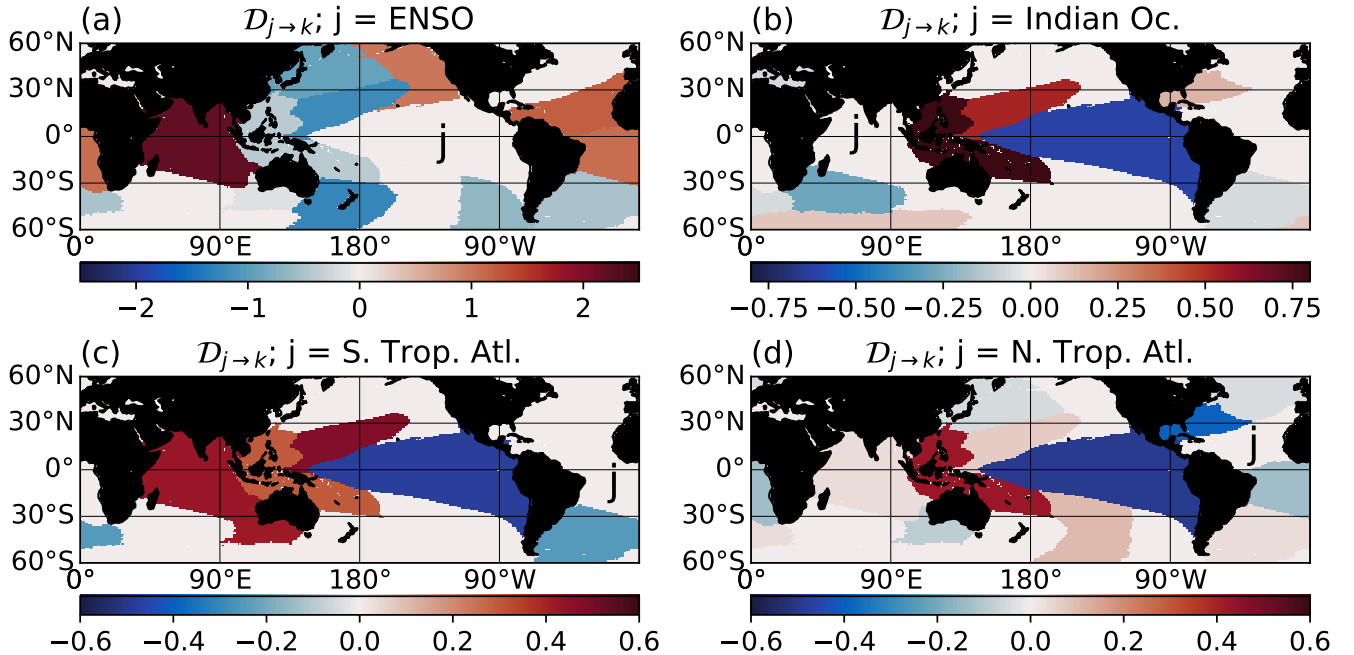 (a) 𝒟j→k; j = ENSO
60°N
30°N
0°
30°S
60°S
j
0° 90°E 180° 90°W
−2 −1 0 1 2
(b) 𝒟j→k; j = Indian Oc.
60°N
30°N
0°
30°S
60°S
j
0° 90°E 180° 90°W
−0.75 −0.50 −0.25 0.00 0.25 0.50 0.75
(c) 𝒟j→k; j = S. Trop. Atl.
60°N
30°N
0°
30°S
60°S
j
0° 90°E 180° 90°W
−0.6 −0.4 −0.2 0.0 0.2 0.4 0.6
(d) 𝒟j→k; j = N. Trop. Atl.
60°N
30°N
0°
30°S
60°S
j
0° 90°E 180° 90°W
−0.6 −0.4 −0.2 0.0 0.2 0.4 0.6